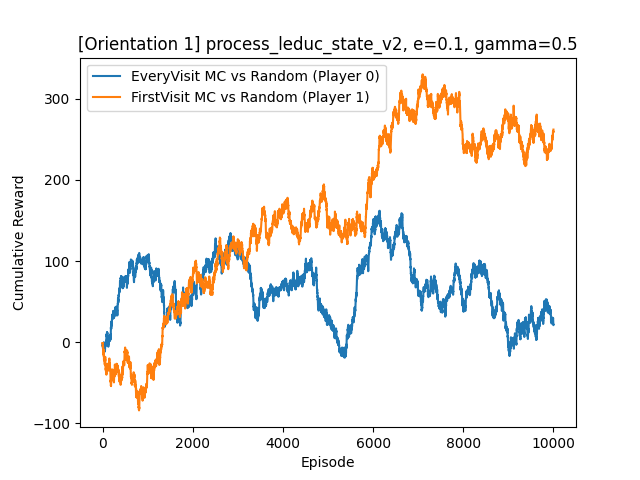 [Orientation 1] process_leduc_state_v2, e=0.1, gamma=0.5
EveryVisit MC vs Random (Player 0)
FirstVisit MC vs Random (Player 1)
300
200
100
0
−100
Cumulative Reward
0 2000 4000 6000 8000 10000
Episode